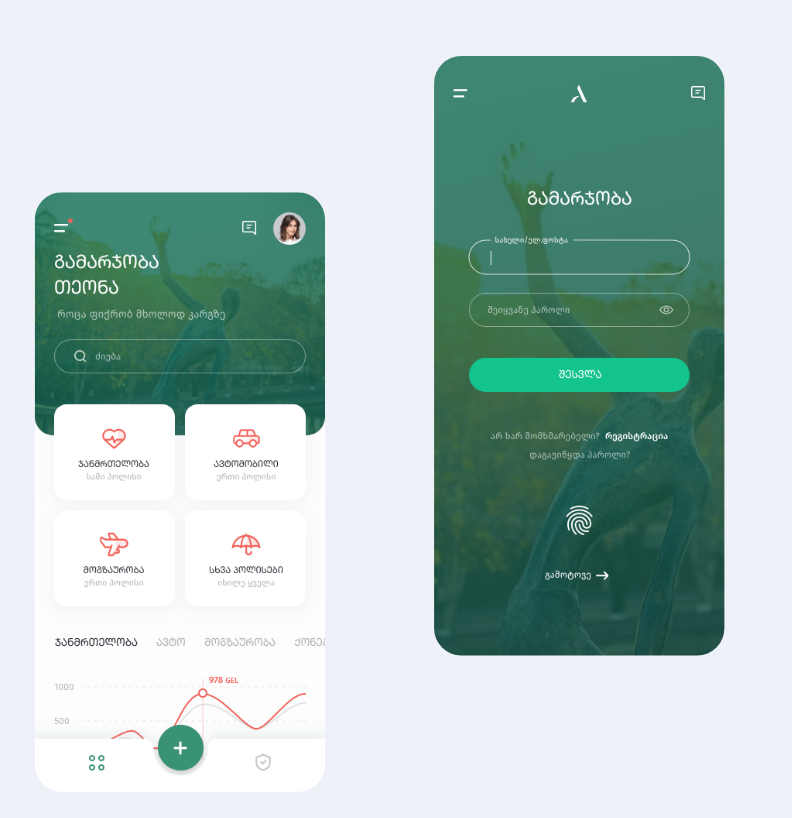 გამარჯობა
თეონა
როცა ფიქრობ მხოლოდ კარგზე
ძიება
ჯანმრთელობა
სამი პოლისი
ავტომობილი
ერთი პოლისი
მოგზაურობა
ერთი პოლისი
სხვა პოლისები
იხილე ყველა
ჯანმრთელობა ავტო მოგზაურობა ქონებ
978 GEL
1000
500
გამარჯობა
სახელი/ელ.ფოსტა
შეიყვანე პაროლი
შესვლა
არ ხარ მომხმარებელი? რეგისტრაცია
დაგავიწყდა პაროლი?
გამოტოვე